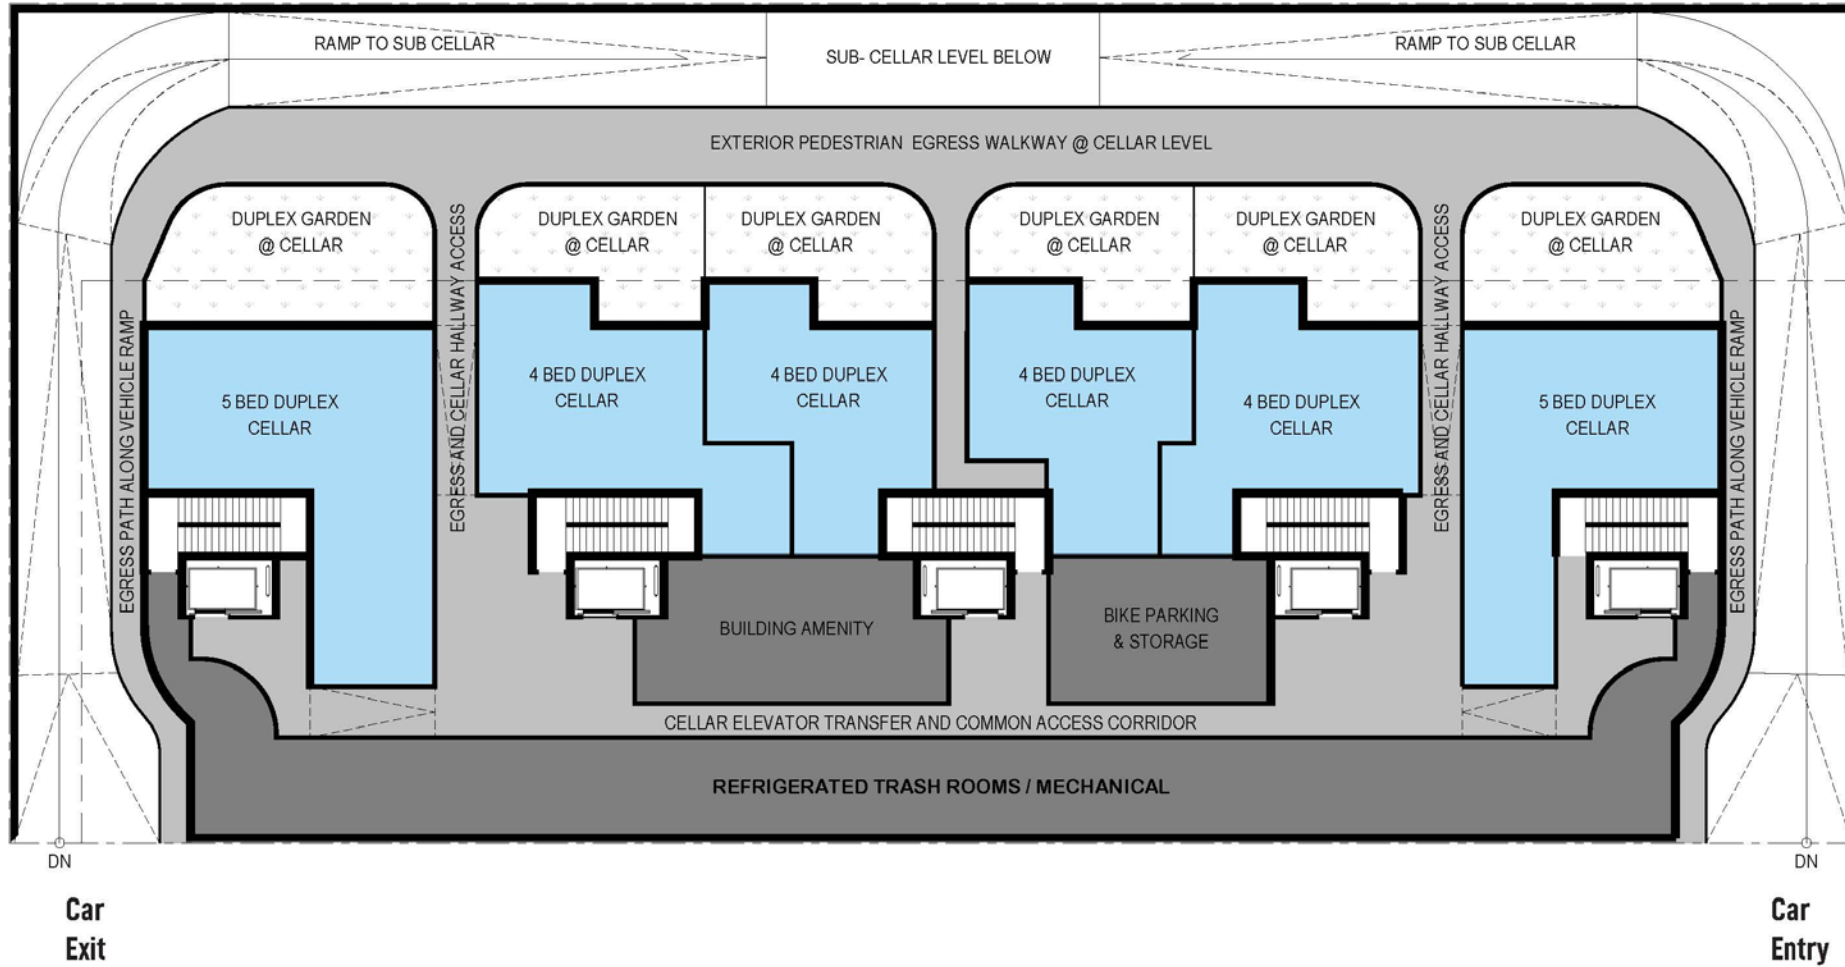 RAMP TO SUB CELLAR
SUB- CELLAR LEVEL BELOW
RAMP TO SUB CELLAR
EXTERIOR PEDESTRIAN EGRESS WALKWAY @ CELLAR LEVEL
DUPLEX GARDEN
@ CELLAR
DUPLEX GARDEN
@ CELLAR
DUPLEX GARDEN
@ CELLAR
DUPLEX GARDEN
@ CELLAR
DUPLEX GARDEN
@ CELLAR
DUPLEX GARDEN
@ CELLAR
EGRESS PATH ALONG VEHICLE RAMP
EGRESS AND CELLAR HALLWAY ACCESS
EGRESS AND CELLAR HALLWAY ACCESS
EGRESS PATH ALONG VEHICLE RAMP
5 BED DUPLEX
CELLAR
4 BED DUPLEX
CELLAR
4 BED DUPLEX
CELLAR
4 BED DUPLEX
CELLAR
4 BED DUPLEX
CELLAR
5 BED DUPLEX
CELLAR
BUILDING AMENITY
BIKE PARKING
& STORAGE
CELLAR ELEVATOR TRANSFER AND COMMON ACCESS CORRIDOR
REFRIGERATED TRASH ROOMS / MECHANICAL
DN
DN
Car
Exit
Car
Entry